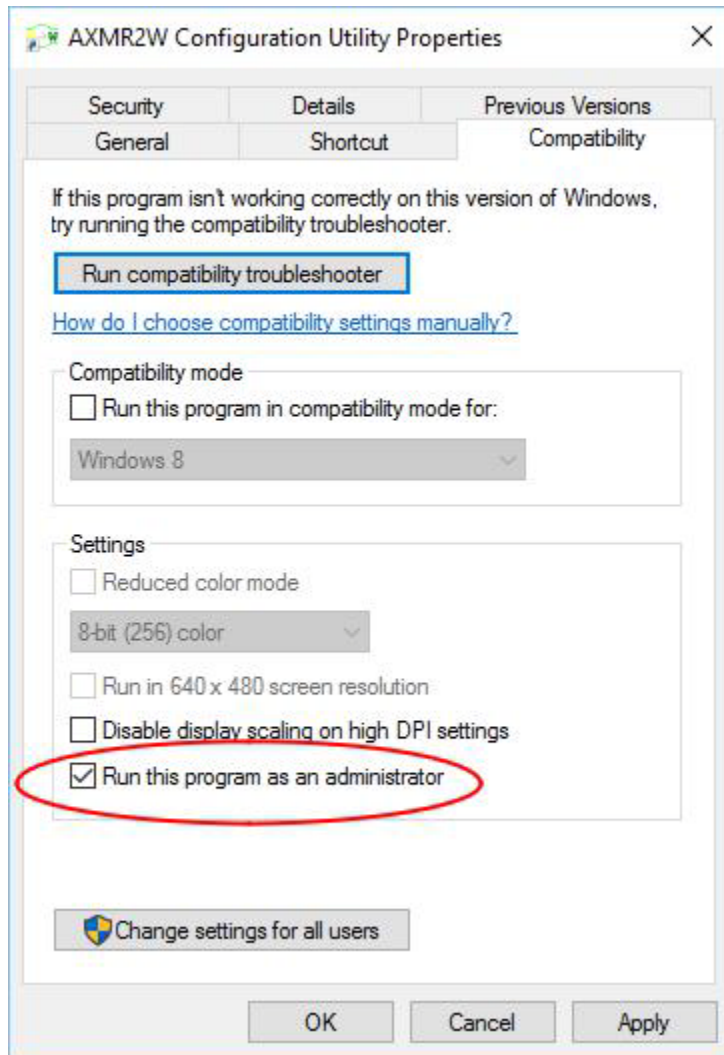 AXMR2W Configuration Utility Properties
Security Details Previous Versions
General Shortcut Compatibility
If this program isn't working correctly on this version of Windows,
try running the compatibility troubleshooter.
Run compatibility troubleshooter
How do I choose compatibility settings manually?
Compatibility mode
Run this program in compatibility mode for:
Windows 8
Settings
Reduced color mode
8-bit (256) color
Run in 640 x 480 screen resolution
Disable display scaling on high DPI settings
Run this program as an administrator
Change settings for all users
OK Cancel Apply